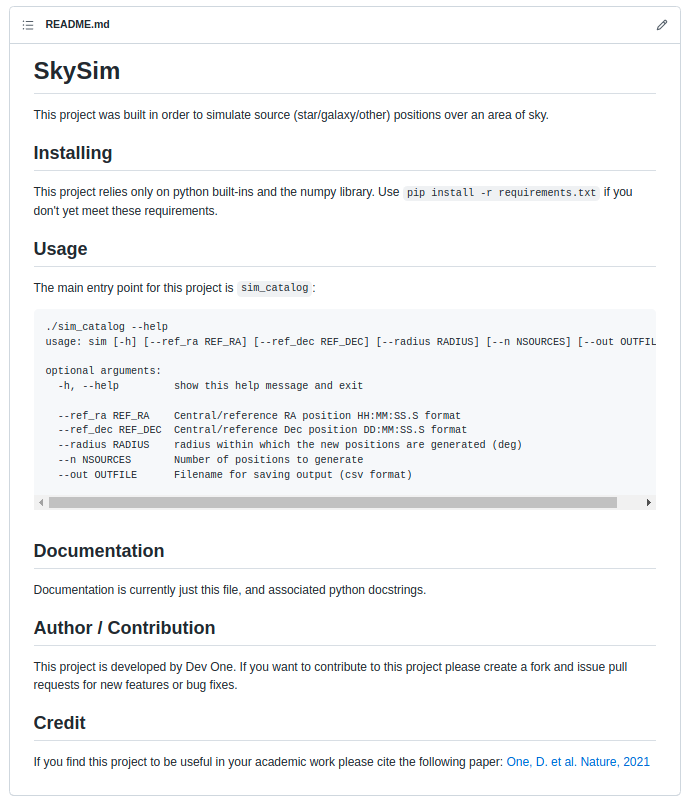 README.md
SkySim
This project was built in order to simulate source (star/galaxy/other) positions over an area of sky.
Installing
This project relies only on python built-ins and the numpy library. Use pip install -r requirements.txt if you
don't yet meet these requirements.
Usage
The main entry point for this project is sim_catalog :
./sim_catalog --help
usage: sim [-h] [--ref_ra REF_RA] [--ref_dec REF_DEC] [--radius RADIUS] [--n NSOURCES] [--out OUTFIL
optional arguments:
  -h, --help         show this help message and exit
  --ref_ra REF_RA    Central/reference RA position HH:MM:SS.S format
  --ref_dec REF_DEC  Central/reference Dec position DD:MM:SS.S format
  --radius RADIUS    radius within which the new positions are generated (deg)
  --n NSOURCES       Number of positions to generate
  --out OUTFILE      Filename for saving output (csv format)
Documentation
Documentation is currently just this file, and associated python docstrings.
Author / Contribution
This project is developed by Dev One. If you want to contribute to this project please create a fork and issue pull
requests for new features or bug fixes.
Credit
If you find this project to be useful in your academic work please cite the following paper: One, D. et al. Nature, 2021